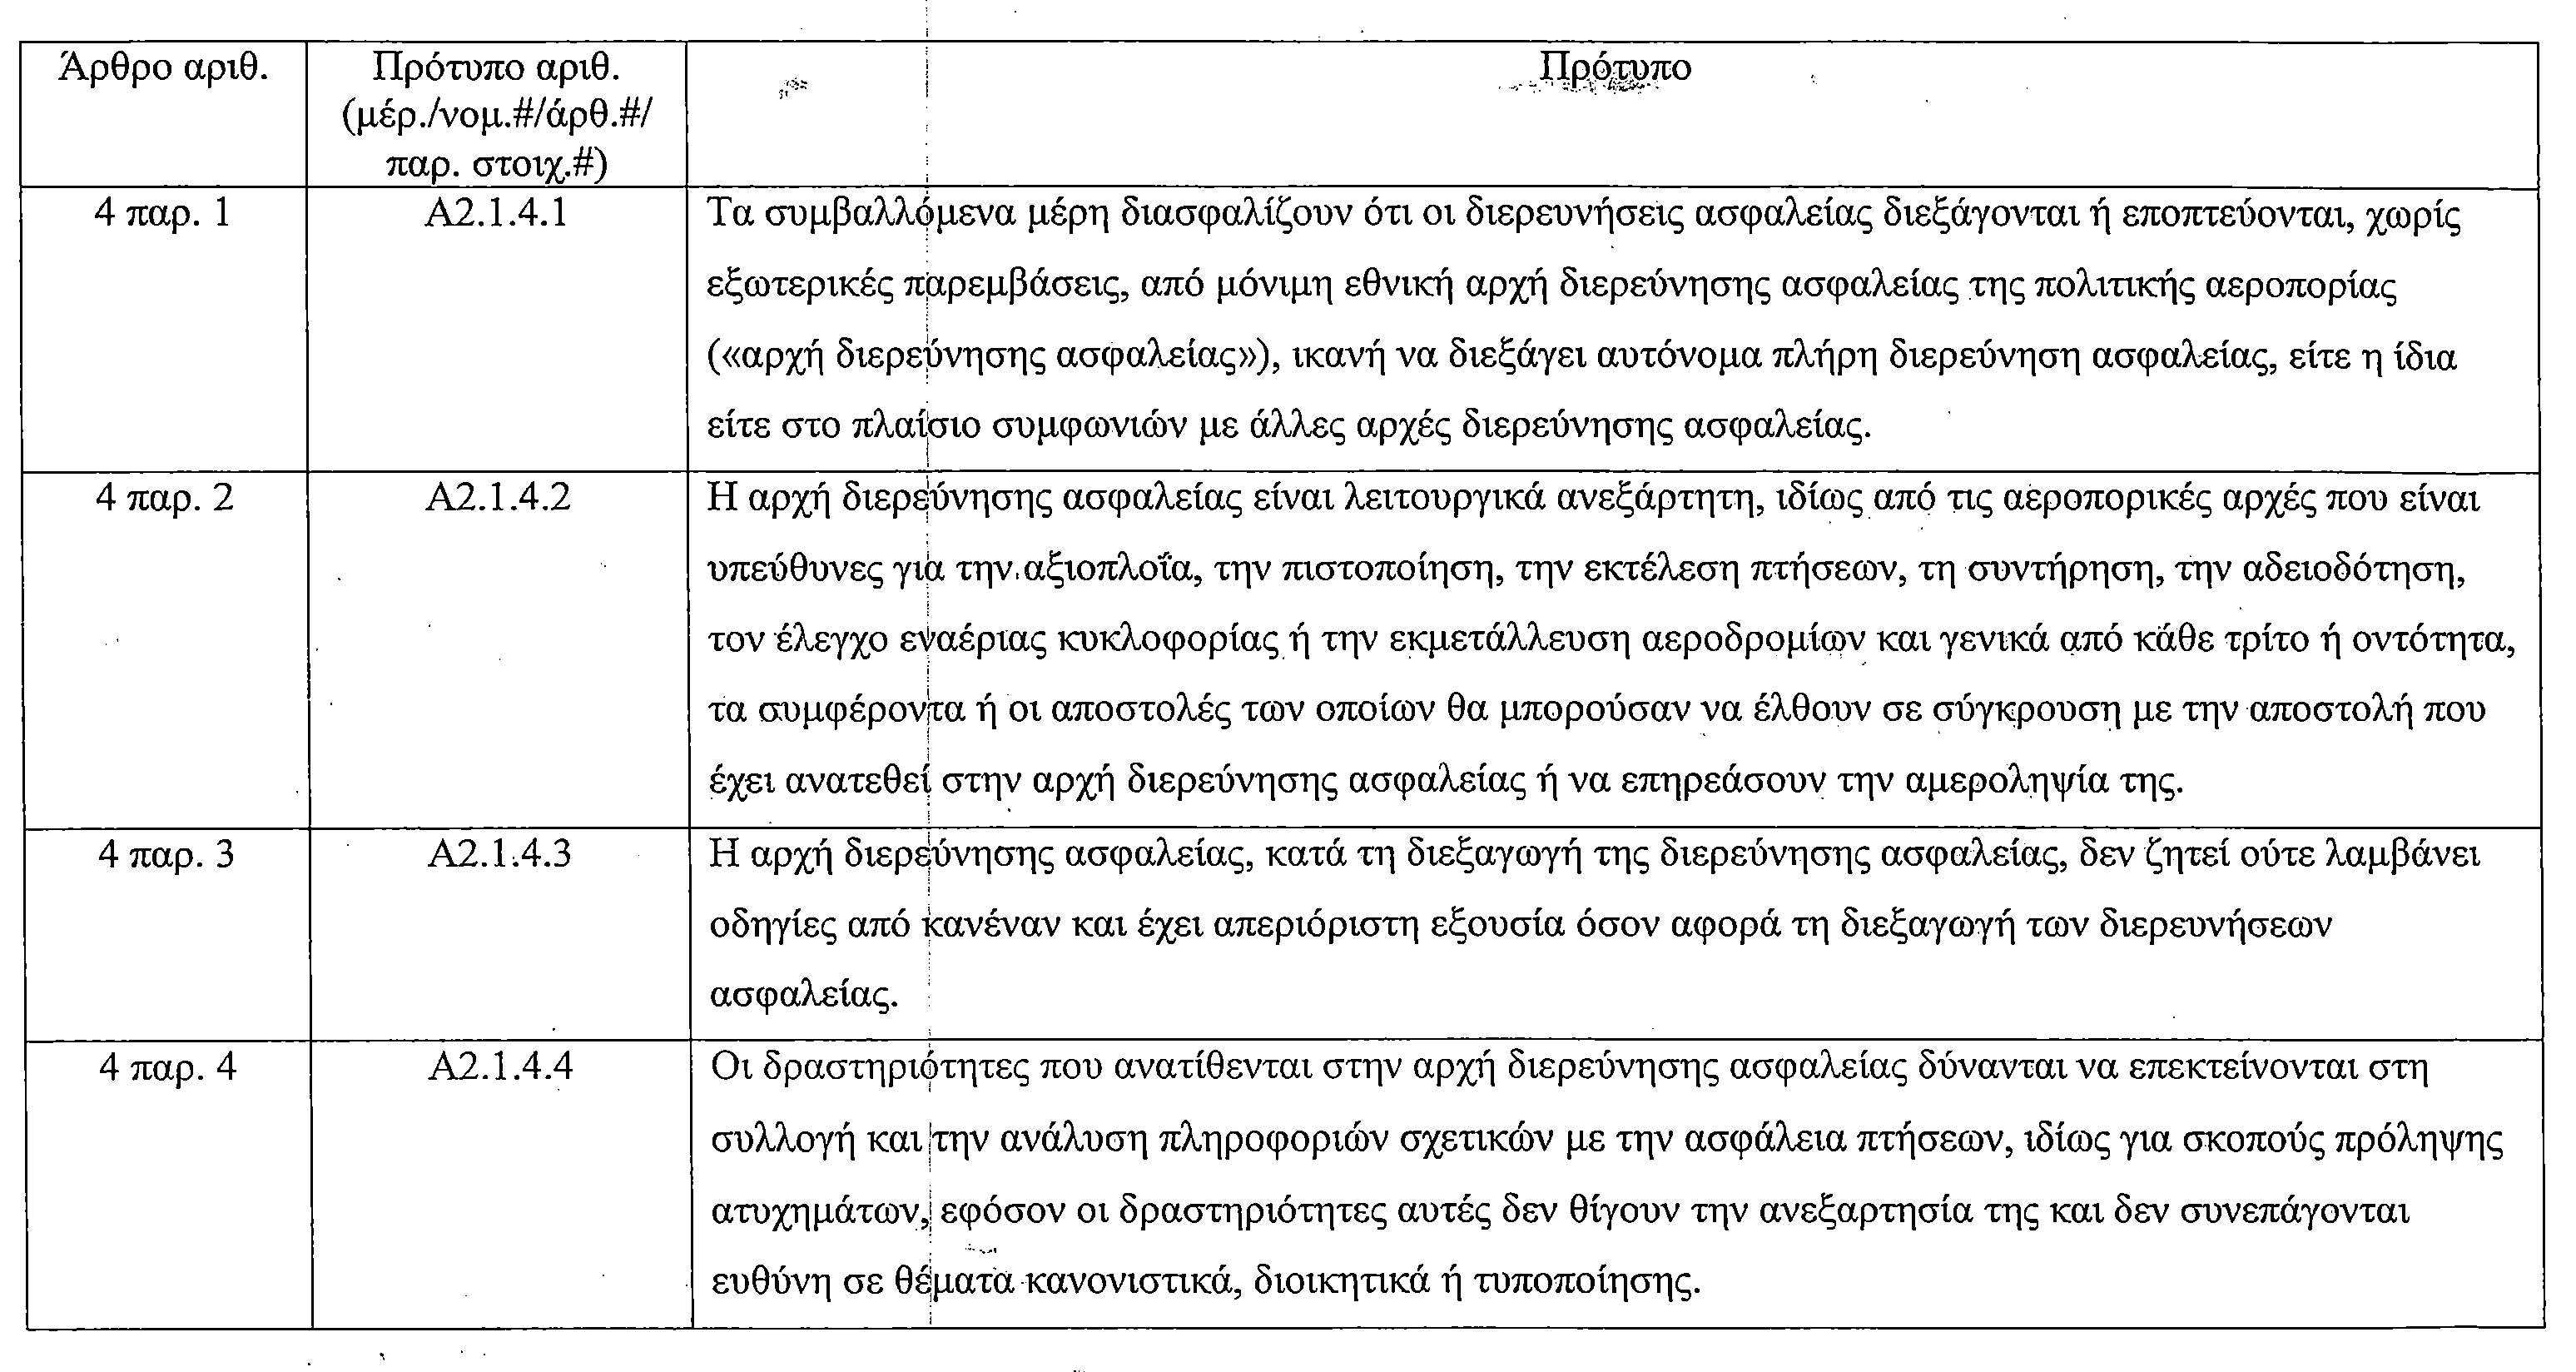 Άρθρο αριθ.
Πρότυπο αριθ.
(μέρ./νομ.#/άρθ.#/
παρ. στοιχ.#)
Πρότυπο
4 παρ. 1
Α2.1.4.1
Τα συμβαλλόμενα μέρη διασφαλίζουν ότι οι διερευνήσεις ασφαλείας διεξάγονται ή εποπτεύονται, χωρίς
εξωτερικές παρεμβάσεις, από μόνιμη εθνική αρχή διερεύνησης ασφαλείας της πολιτικής αεροπορίας
(«αρχή διερεύνησης ασφαλείας»), ικανή να διεξάγει αυτόνομα πλήρη διερεύνηση ασφαλείας, είτε η ίδια
είτε στο πλαίσιο συμφωνιών με άλλες αρχές διερεύνησης ασφαλείας.
4 παρ. 2
Α2.1.4.2
Η αρχή διερεύνησης ασφαλείας είναι λειτουργικά ανεξάρτητη, ιδίως από τις αεροπορικές αρχές που είναι
υπεύθυνες για την αξιοπλοΐα, την πιστοποίηση, την εκτέλεση πτήσεων, τη συντήρηση, την αδειοδότηση,
τον έλεγχο εναέριας κυκλοφορίας ή την εκμετάλλευση αεροδρομίων και γενικά από κάθε τρίτο ή οντότητα,
τα συμφέροντα ή οι αποστολές των οποίων θα μπορούσαν να έλθουν σε σύγκρουση με την αποστολή που
έχει ανατεθεί στην αρχή διερεύνησης ασφαλείας ή να επηρεάσουν την αμεροληψία της.
4 παρ. 3
Α2.1.4.3
Η αρχή διερεύνησης ασφαλείας, κατά τη διεξαγωγή της διερεύνησης ασφαλείας, δεν ζητεί ούτε λαμβάνει
οδηγίες από κανέναν και έχει απεριόριστη εξουσία όσον αφορά τη διεξαγωγή των διερευνήσεων
ασφαλείας.
4 παρ. 4
Α2.1.4.4
Οι δραστηριότητες που ανατίθενται στην αρχή διερεύνησης ασφαλείας δύνανται να επεκτείνονται στη
συλλογή και την ανάλυση πληροφοριών σχετικών με την ασφάλεια πτήσεων, ιδίως για σκοπούς πρόληψης
ατυχημάτων, εφόσον οι δραστηριότητες αυτές δεν θίγουν την ανεξαρτησία της και δεν συνεπάγονται
ευθύνη σε θέματα κανονιστικά, διοικητικά ή τυποποίησης.